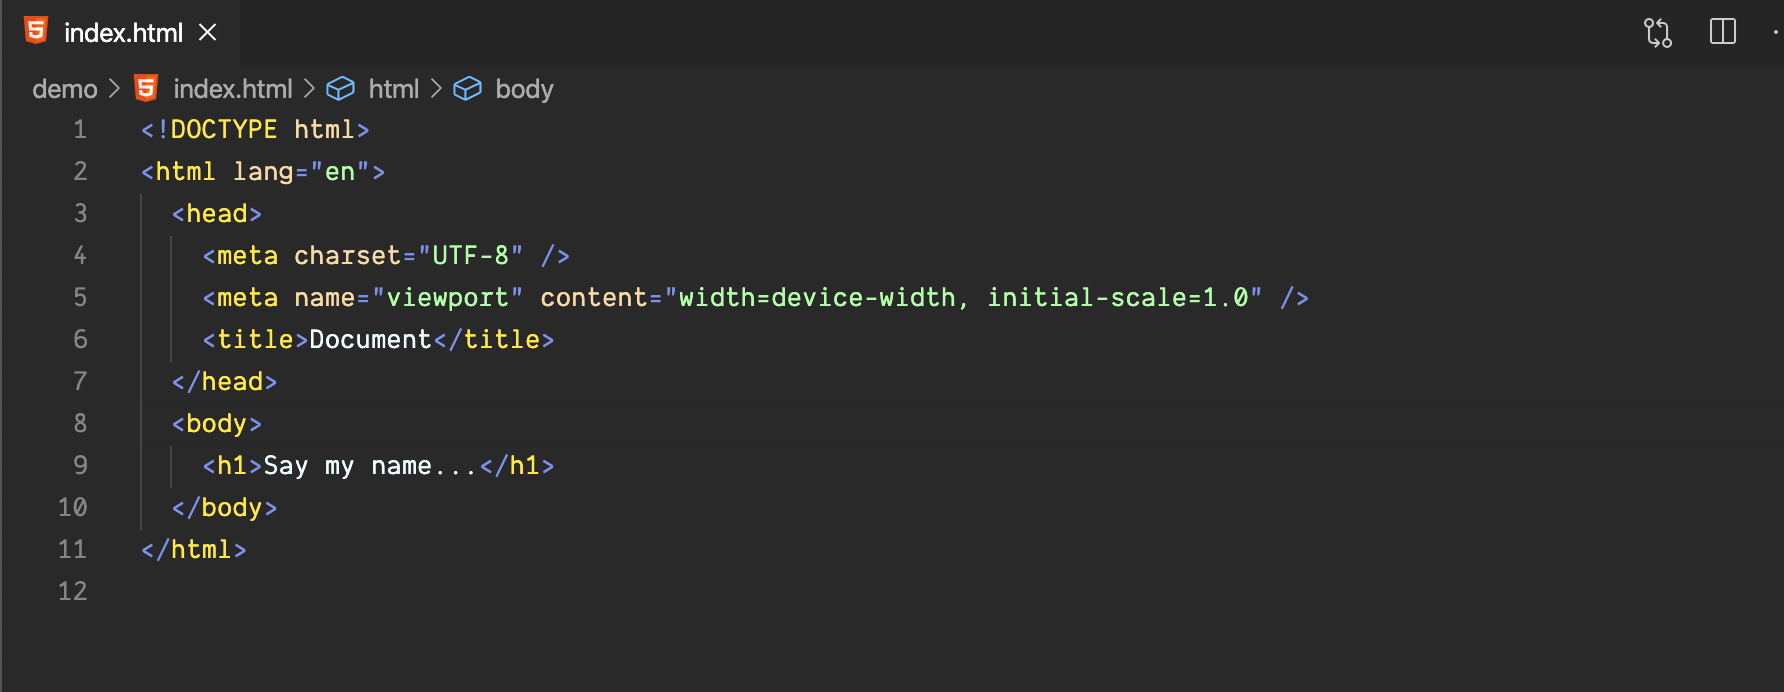 index.html
demo > index.html > html > body
1 <!DOCTYPE html>
2 <html lang="en">
3 <head>
4 <meta charset="UTF-8" />
5 <meta name="viewport" content="width=device-width, initial-scale=1.0" />
6 <title>Document</title>
7 </head>
8 <body>
9 <h1>Say my name...</h1>
10 </body>
11 </html>
12